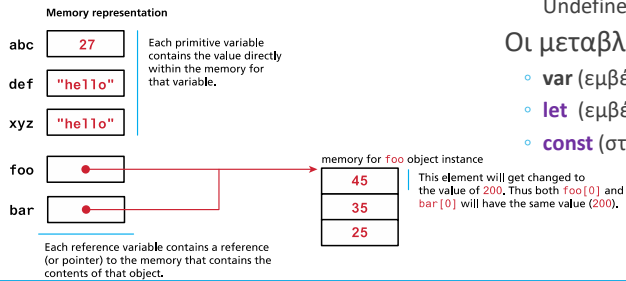 Memory representation
abc 27
def "hello"
xyz "hello"
Each primitive variable
contains the value directly
within the memory for
that variable.
foo
bar
Each reference variable contains a reference
(or pointer) to the memory that contains the
contents of that object.
memory for foo object instance
45
35
25
This element will get changed to
the value of 200. Thus both foo[0] and
bar[0] will have the same value (200).
Οι
◦ var
◦ let
◦ const